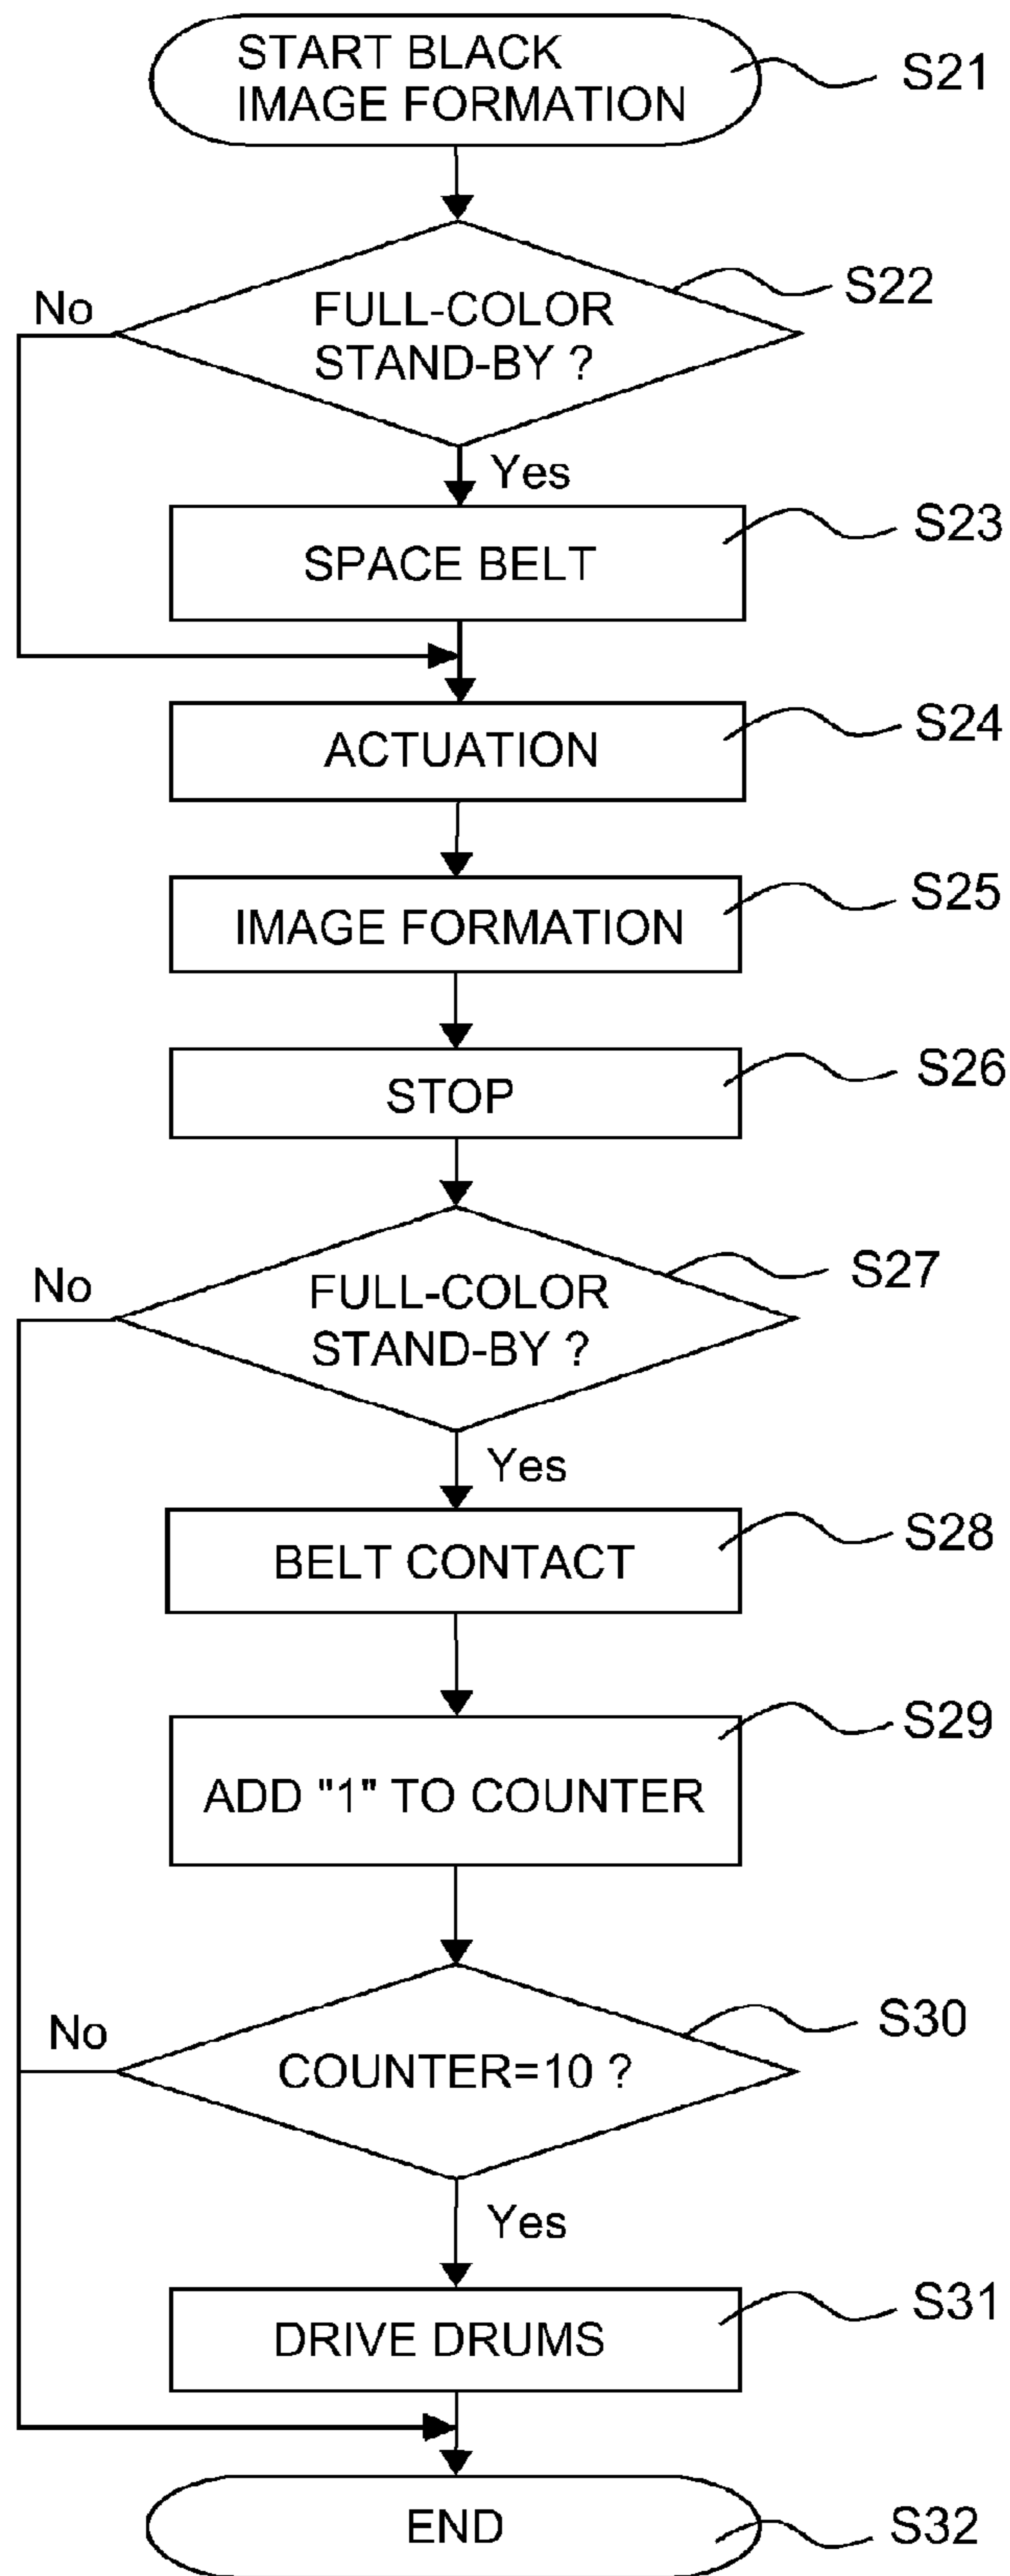 START BLACK
IMAGE FORMATION
S21
FULL-COLOR
STAND-BY ?
S22
No
Yes
SPACE BELT
S23
ACTUATION
S24
IMAGE FORMATION
S25
STOP
S26
FULL-COLOR
STAND-BY ?
S27
No
Yes
BELT CONTACT
S28
ADD "1" TO COUNTER
S29
COUNTER=10 ?
S30
No
Yes
DRIVE DRUMS
S31
END
S32